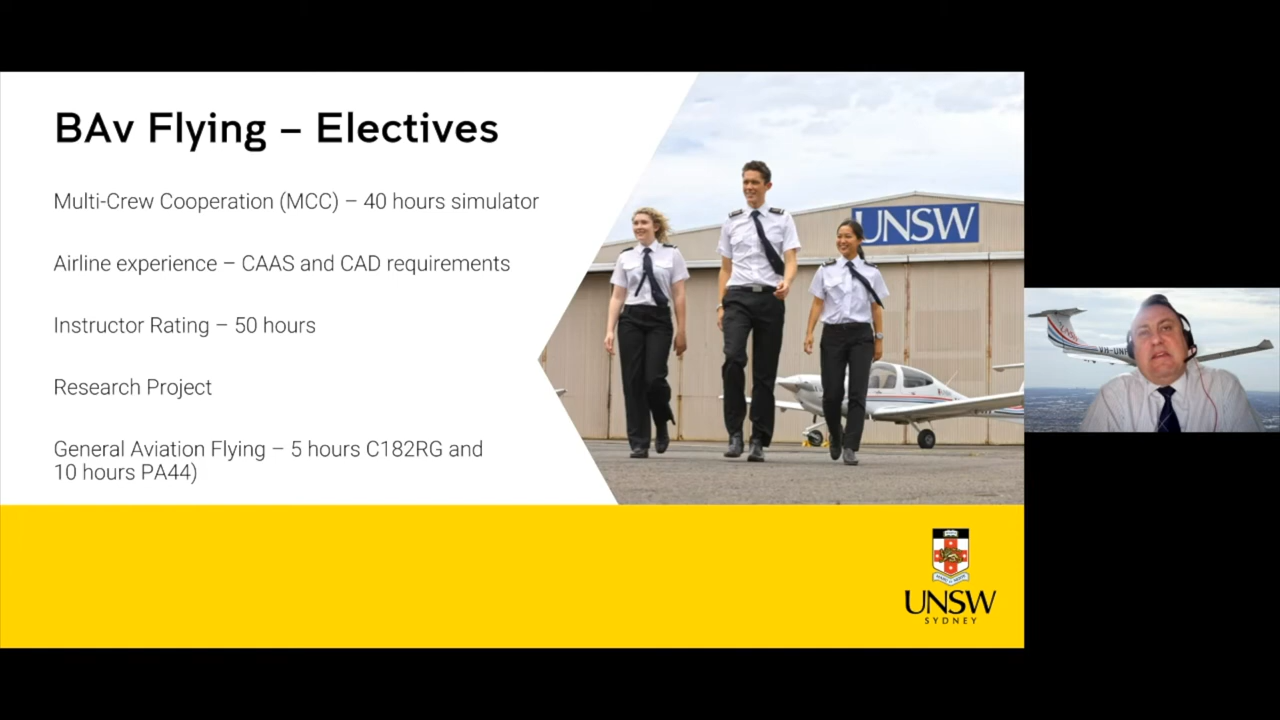 BAv Flying – Electives
Multi-Crew Cooperation (MCC) – 40 hours simulator
Airline experience – CAAS and CAD requirements
Instructor Rating – 50 hours
Research Project
General Aviation Flying – 5 hours C182RG and
10 hours PA44)
UNSW
UNSW
SYDNEY